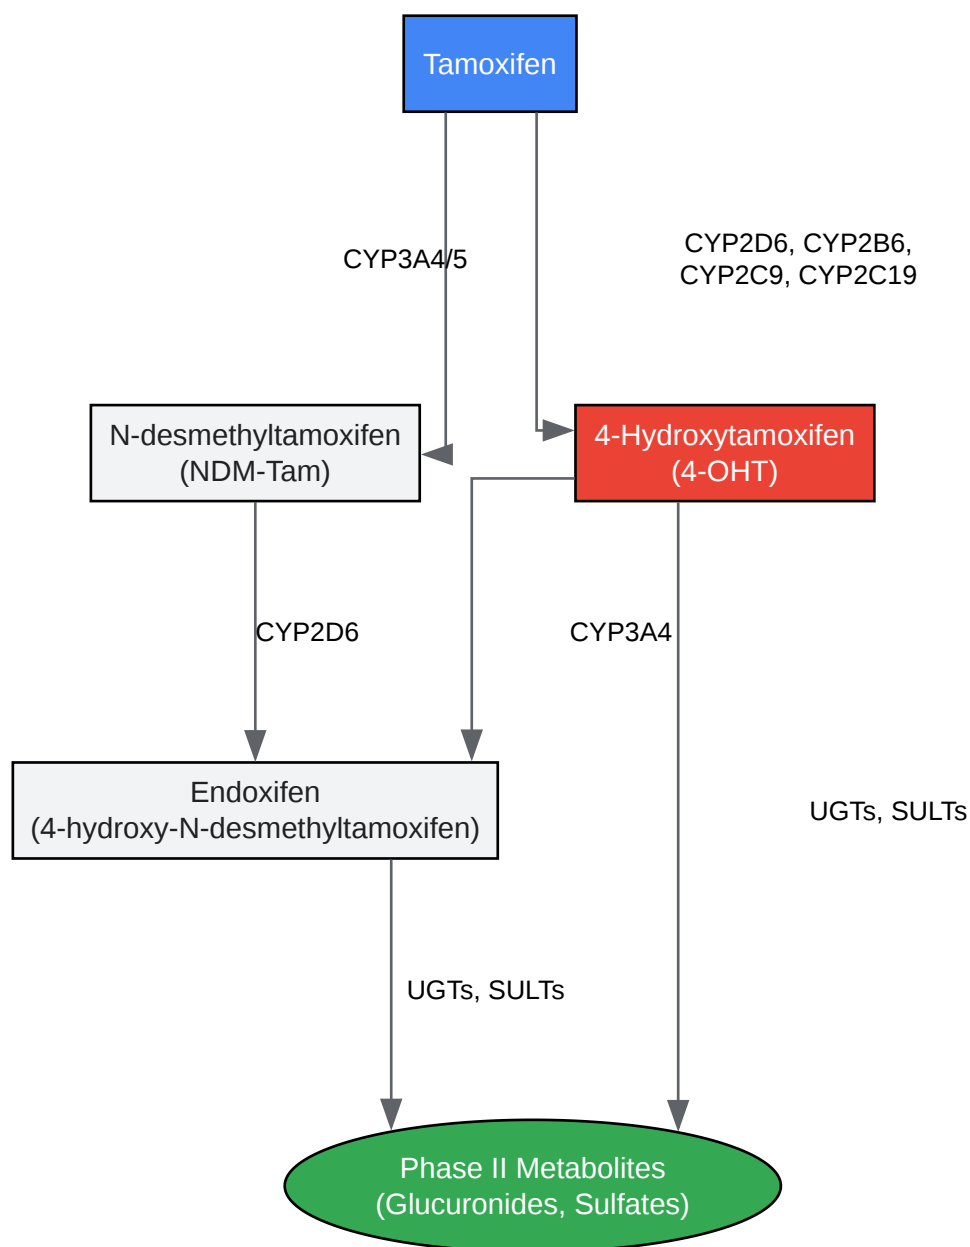 Tamoxifen
CYP3A4/5
CYP2D6, CYP2B6,
CYP2C9, CYP2C19
N-desmethyltamoxifen
(NDM-Tam)
4-Hydroxytamoxifen
(4-OHT)
CYP2D6
CYP3A4
Endoxifen
(4-hydroxy-N-desmethyltamoxifen)
UGTs, SULTs
UGTs, SULTs
Phase II Metabolites
(Glucuronides, Sulfates)